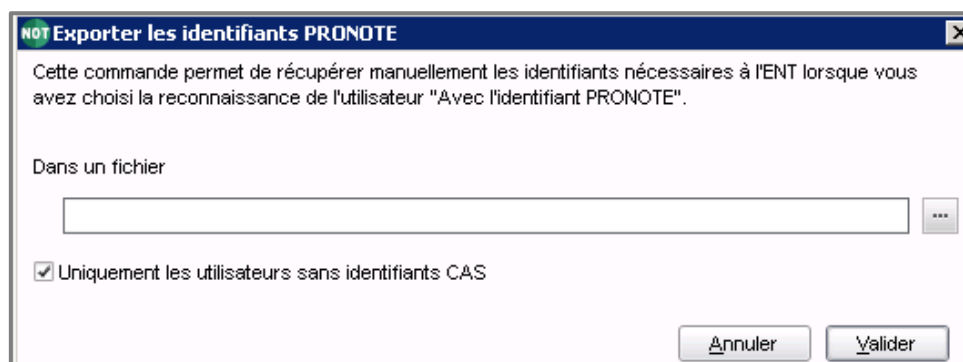 NOT Exporter les identifiants PRONOTE
Cette commande permet de récupérer manuellement les identifiants nécessaires à l'ENT lorsque vous
avez choisi la reconnaissance de l'utilisateur "Avec l'identifiant PRONOTE".
Dans un fichier
...
Uniquement les utilisateurs sans identifiants CAS
Annuler Valider